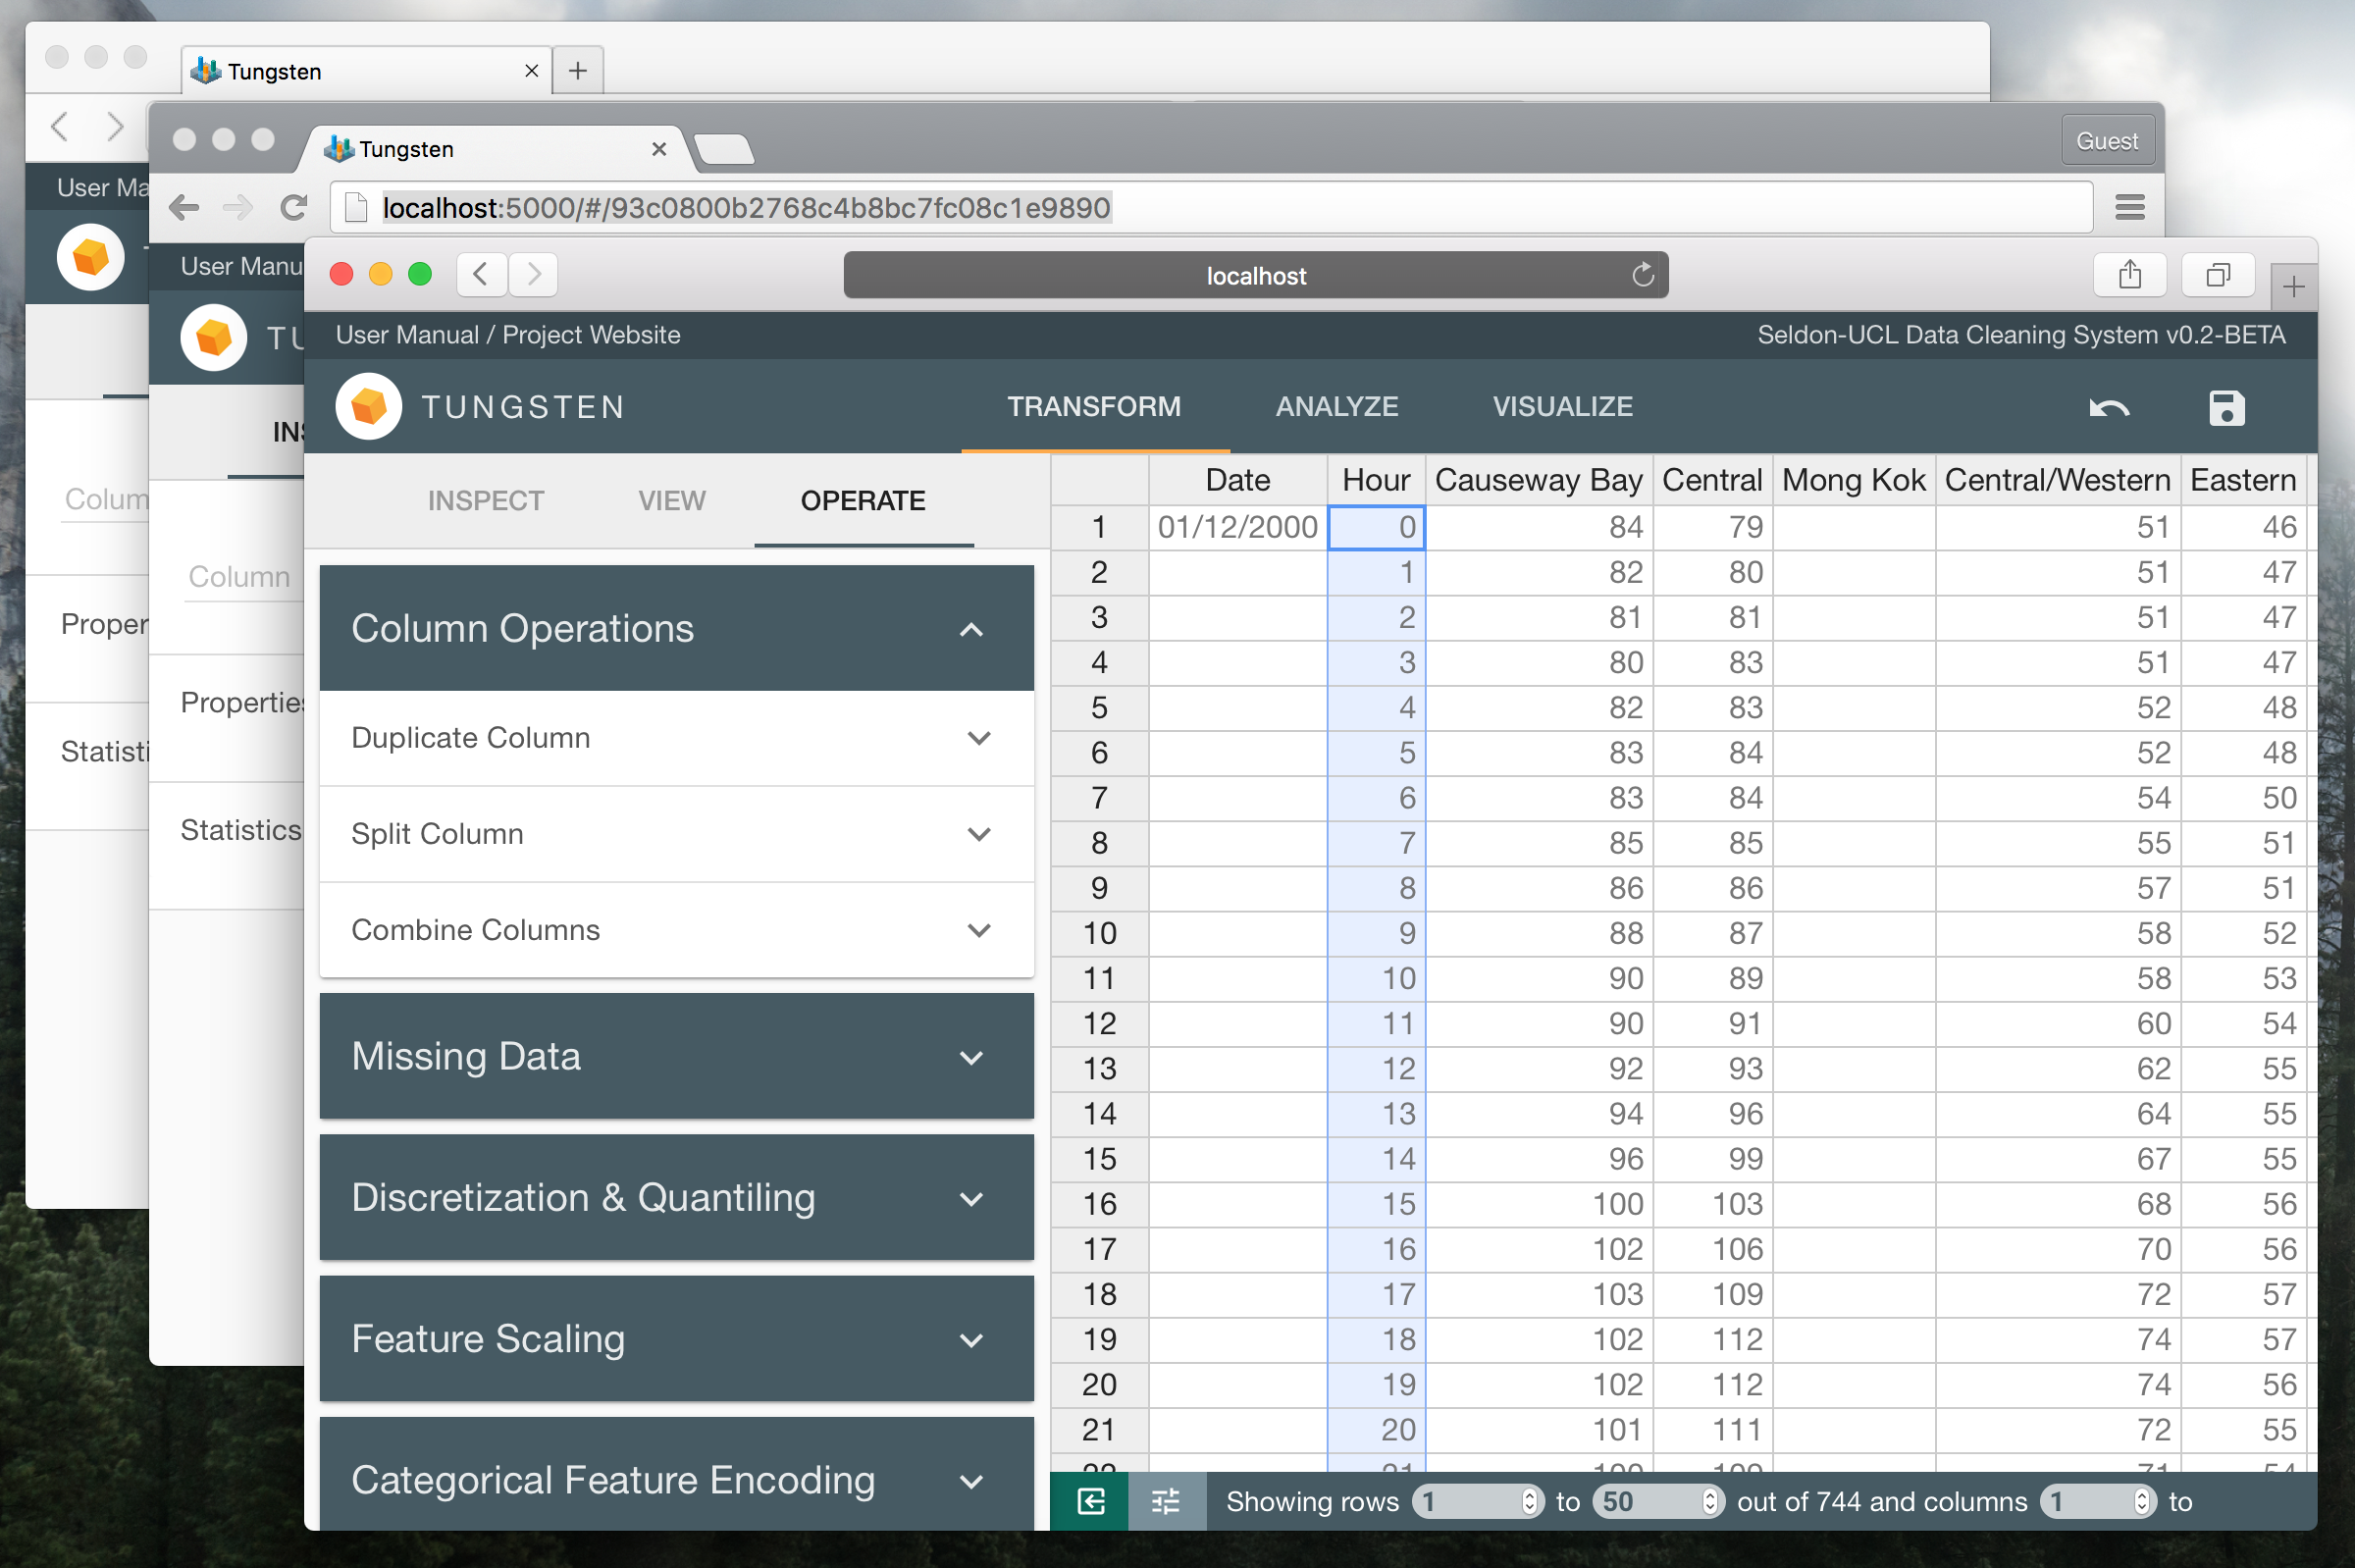 Tungsten
Tungsten
Guest
localhost:5000/#/93c0800b2768c4b8bc7fc08c1e9890
User Ma
User Manu
localhost
User Manual / Project Website
Seldon-UCL Data Cleaning System v0.2-BETA
TU
TUNGSTEN
TRANSFORM ANALYZE VISUALIZE
INS
INSPECT VIEW OPERATE
Colum
Column
Proper
Properties
Statisti
Statistics
Column Operations
Duplicate Column
Split Column
Combine Columns
Missing Data
Discretization & Quantiling
Feature Scaling
Categorical Feature Encoding
Date Hour Causeway Bay Central Mong Kok Central/Western Eastern
1 01/12/2000 0 84 79 51 46
2 1 82 80 51 47
3 2 81 81 51 47
4 3 80 83 51 47
5 4 82 83 52 48
6 5 83 84 52 48
7 6 83 84 54 50
8 7 85 85 55 51
9 8 86 86 57 51
10 9 88 87 58 52
11 10 90 89 58 53
12 11 90 91 60 54
13 12 92 93 62 55
14 13 94 96 64 55
15 14 96 99 67 55
16 15 100 103 68 56
17 16 102 106 70 56
18 17 103 109 72 57
19 18 102 112 74 57
20 19 102 112 74 56
21 20 101 111 72 55
22 21 100 109 71 54
Showing rows 1 to 50 out of 744 and columns 1 to